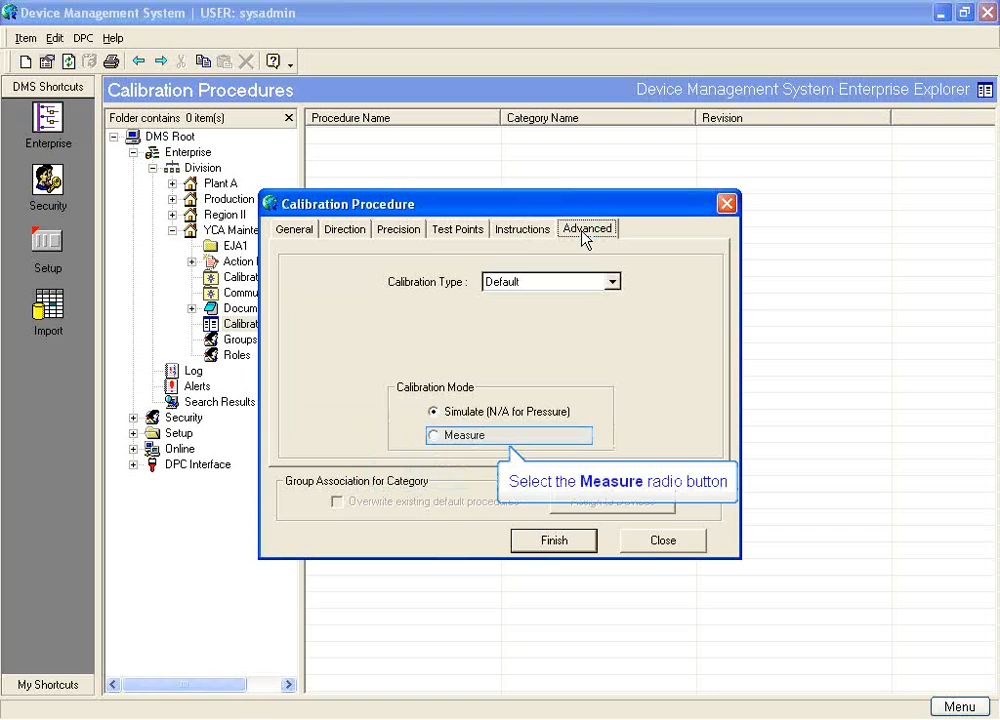 Device Management System | USER: sysadmin
Item Edit DPC Help
DMS Shortcuts
Enterprise
Security
Setup
Import
My Shortcuts
Calibration Procedures
Device Management System Enterprise Explorer
Folder contains 0 item(s)
DMS Root
Enterprise
Division
Plant A
Production
Region II
YCA Mainte
EJA1
Action
Calibrat
Commu
Docum
Calibrat
Groups
Roles
Log
Alerts
Search Results
Security
Setup
Online
DPC Interface
Procedure Name
Category Name
Revision
Calibration Procedure
General Direction Precision Test Points Instructions Advanced
Calibration Type : Default
Calibration Mode
Simulate (N/A for Pressure)
Measure
Select the Measure radio button
Group Association for Category
Overwrite existing default procedures
Finish
Close
Menu